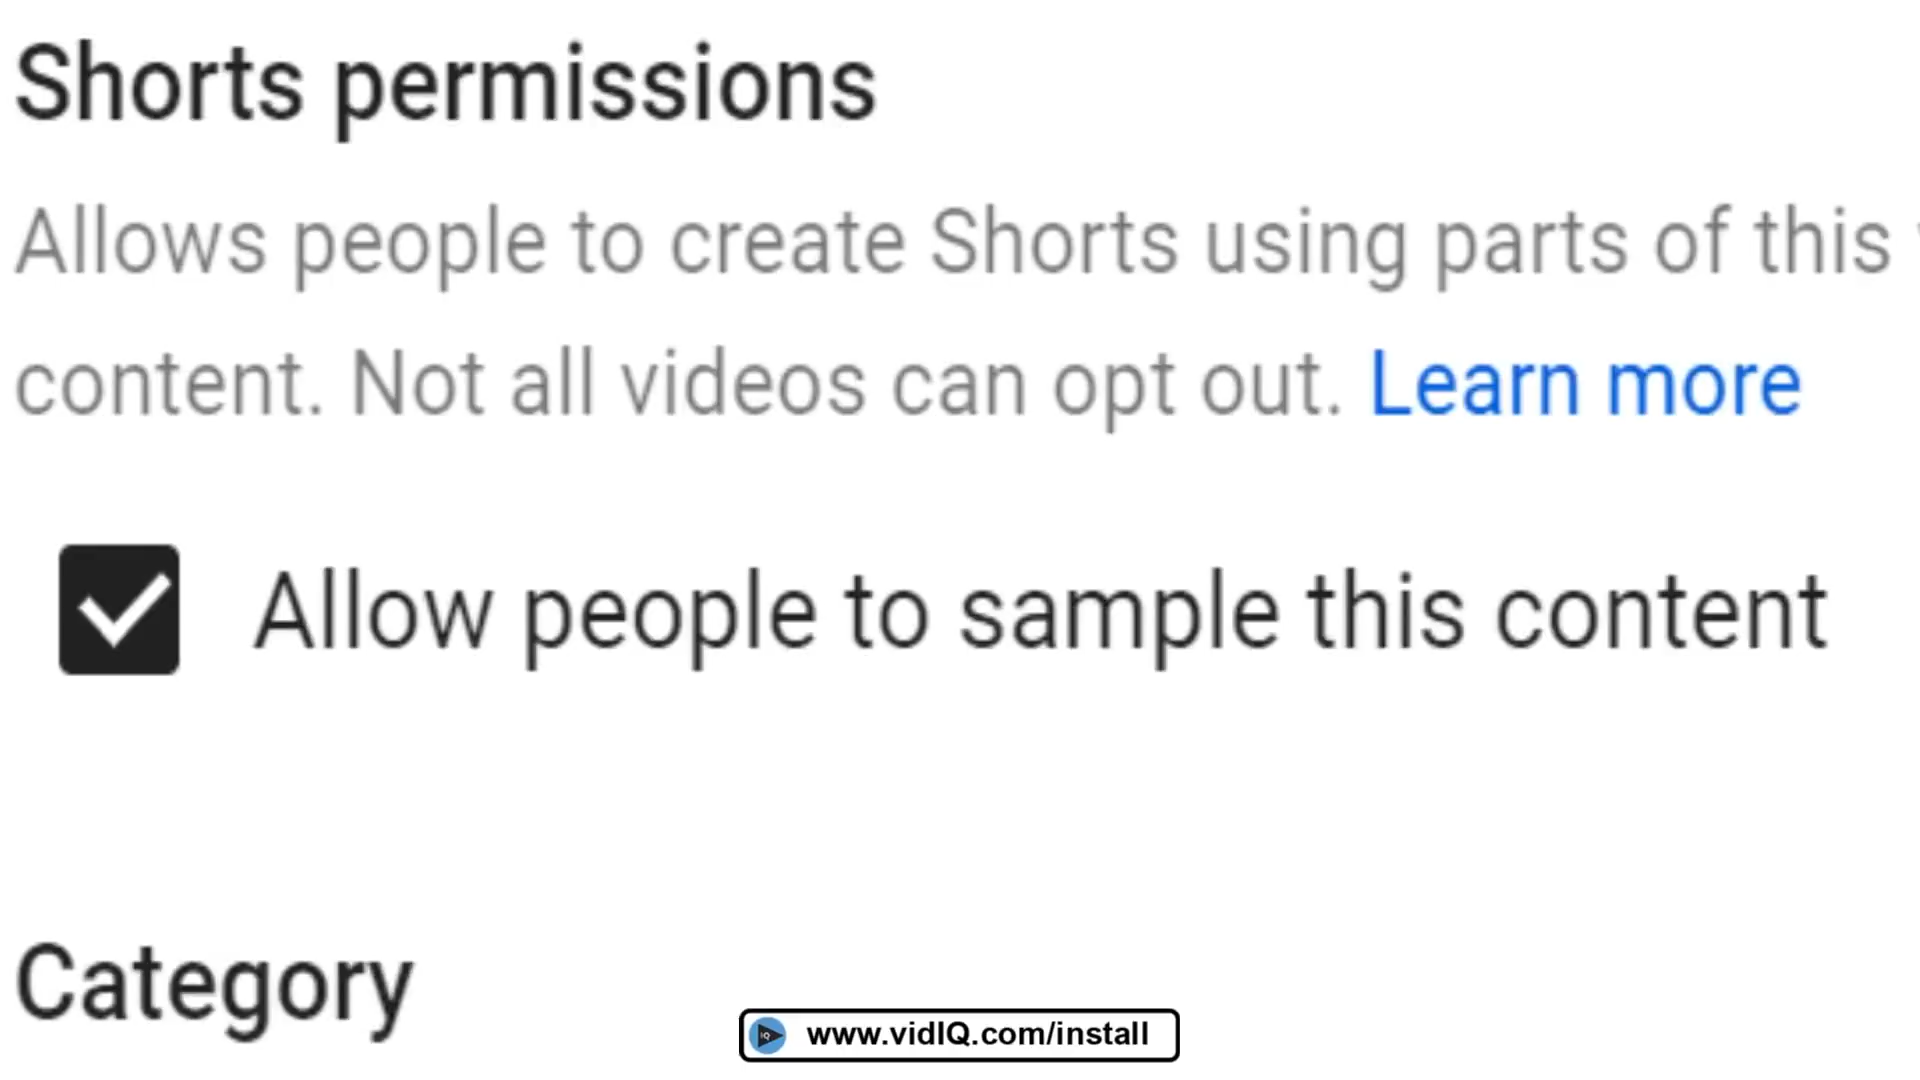 Shorts permissions
Allows people to create Shorts using parts of this
content. Not all videos can opt out. Learn more
Allow people to sample this content
Category
IQ www.vidIQ.com/install